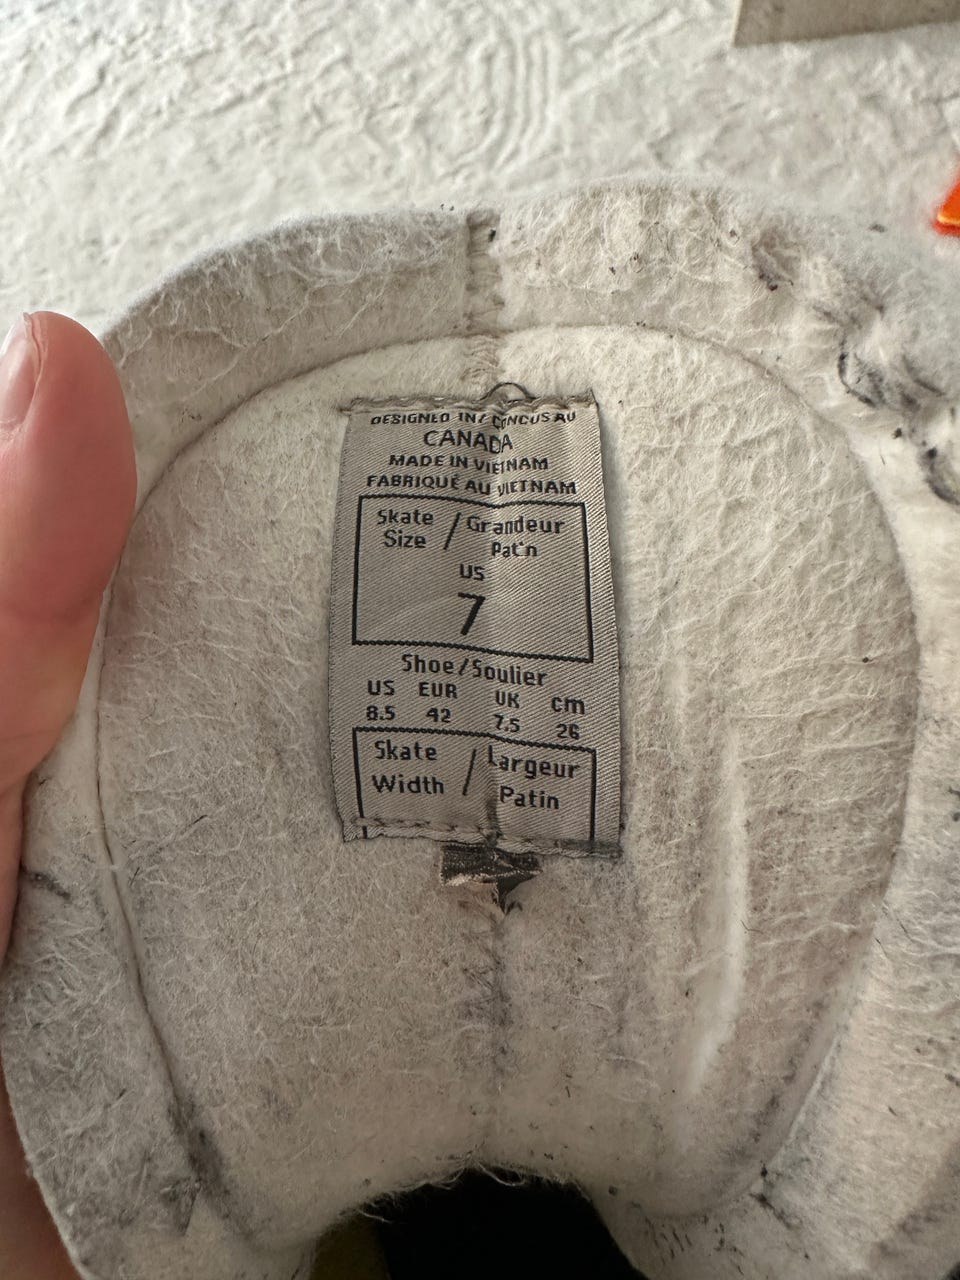 DESIGNED IN/ CONCUS AU
CANADA
MADE IN VIETNAM
FABRIQUÉ AU VIETNAM
Skate / Grandeur
Size Patin
US
7
Shoe/Soulier
US EUR UK cm
8.5 42 7.5 26
Skate / Largeur
Width Patin